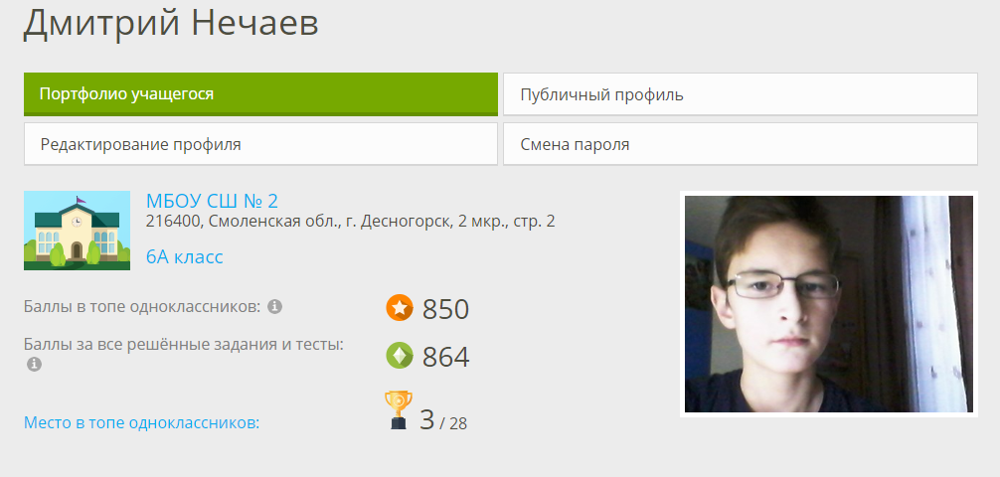 Дмитрий Нечаев
Портфолио учащегося
Публичный профиль
Редактирование профиля
Смена пароля
МБОУ СШ № 2
216400, Смоленская обл., г. Десногорск, 2 мкр., стр. 2
6А класс
Баллы в топе одноклассников: 850
Баллы за все решённые задания и тесты: 864
Место в топе одноклассников: 3 / 28